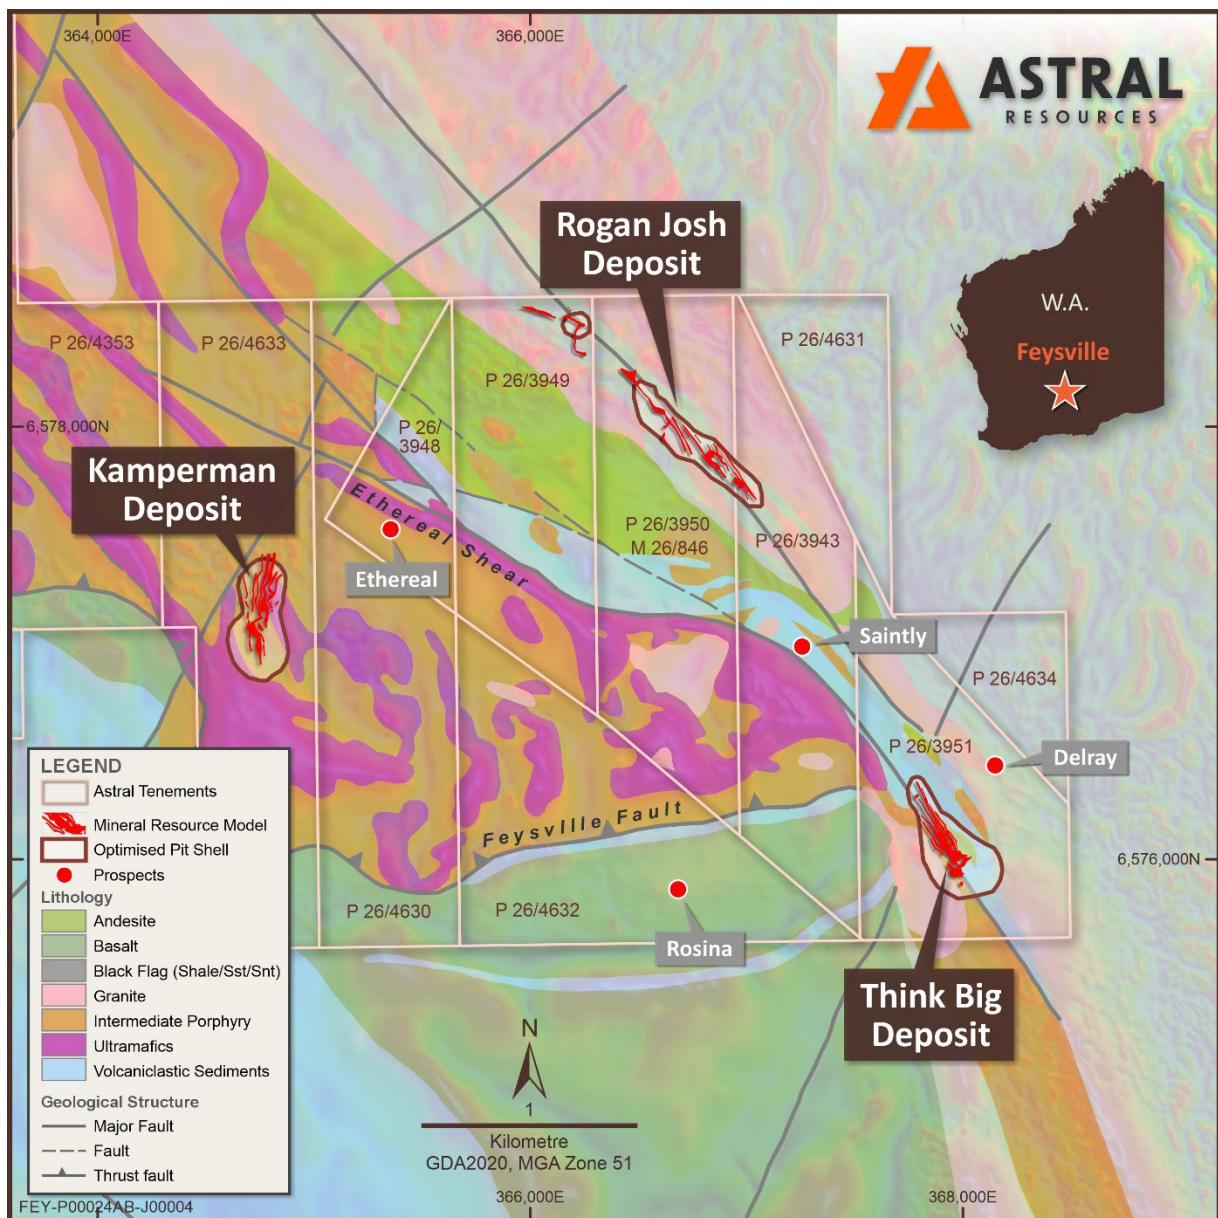 364,000E
366,000E
ASTRAL
RESOURCES
Rogan Josh
Deposit
W.A.
Feysville
P 26/4353
P 26/4633
P 26/4631
P 26/3949
6,578,000N
P 26/
3948
Kamperman
Deposit
Ethereal Shear
P 26/3950
M 26/846
P 26/3943
Ethereal
Saintly
P 26/4634
P 26/3951
Delray
Feysville Fault
6,576,000N
P 26/4630
P 26/4632
Rosina
Think Big
Deposit
LEGEND
Astral Tenements
Mineral Resource Model
Optimised Pit Shell
Prospects
Lithology
Andesite
Basalt
Black Flag (Shale/Sst/Snt)
Granite
Intermediate Porphyry
Ultramafics
Volcaniclastic Sediments
Geological Structure
Major Fault
Fault
Thrust fault
N
1
Kilometre
GDA2020, MGA Zone 51
FEY-P00024AB-J00004
366,000E
368,000E